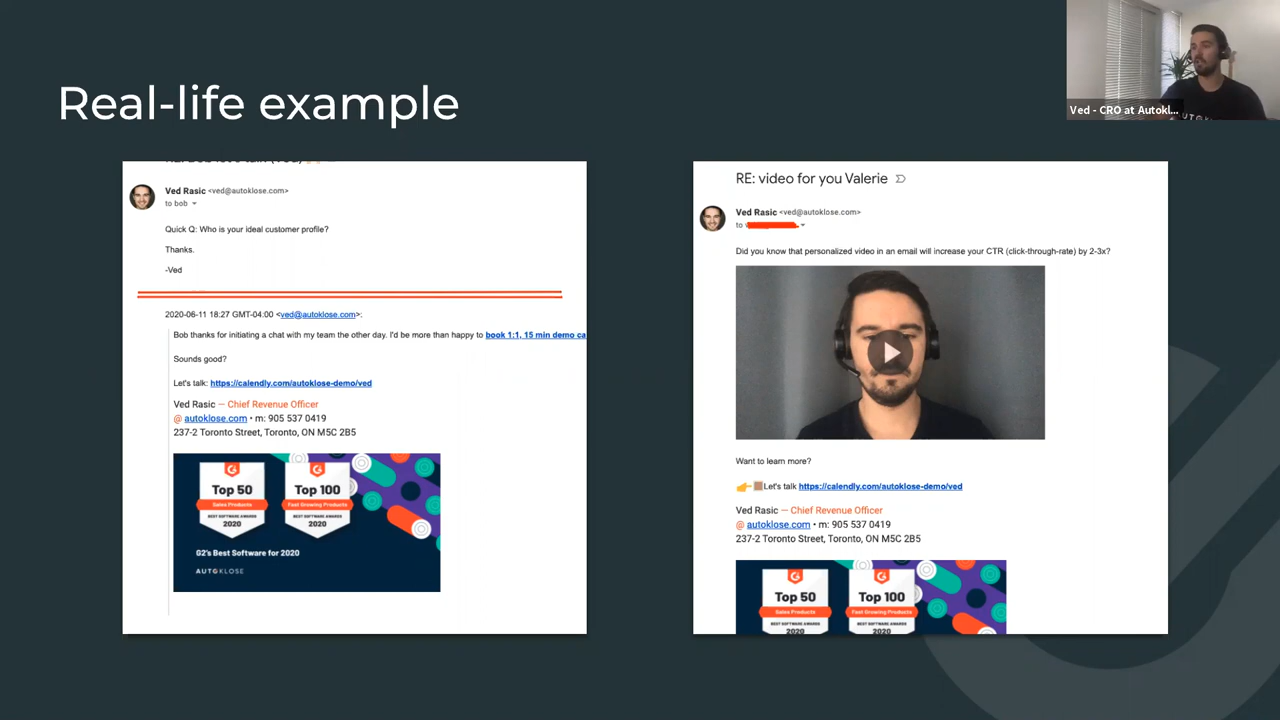 Real-life example
Ved - CRO at Autokl...
Ved Rasic <ved@autoklose.com>
to bob
Quick Q: Who is your ideal customer profile?
Thanks.
-Ved
2020-06-11 18:27 GMT-04:00 <ved@autoklose.com>:
Bob thanks for initiating a chat with my team the other day. I'd be more than happy to book 1:1, 15 min demo ca
Sounds good?
Let's talk: https://calendly.com/autoklose-demo/ved
Ved Rasic — Chief Revenue Officer
@ autoklose.com • m: 905 537 0419
237-2 Toronto Street, Toronto, ON M5C 2B5
Top 50
Sales Products
BEST SOFTWARE AWARDS
2020
Top 100
Fast Growing Products
BEST SOFTWARE AWARDS
2020
G2's Best Software for 2020
AUTOKLOSE
RE: video for you Valerie
Ved Rasic <ved@autoklose.com>
to
Did you know that personalized video in an email will increase your CTR (click-through-rate) by 2-3x?
Want to learn more?
Let's talk https://calendly.com/autoklose-demo/ved
Ved Rasic — Chief Revenue Officer
@ autoklose.com • m: 905 537 0419
237-2 Toronto Street, Toronto, ON M5C 2B5
Top 50
Sales Products
BEST SOFTWARE AWARDS
2020
Top 100
Fast Growing Products
BEST SOFTWARE AWARDS
2020